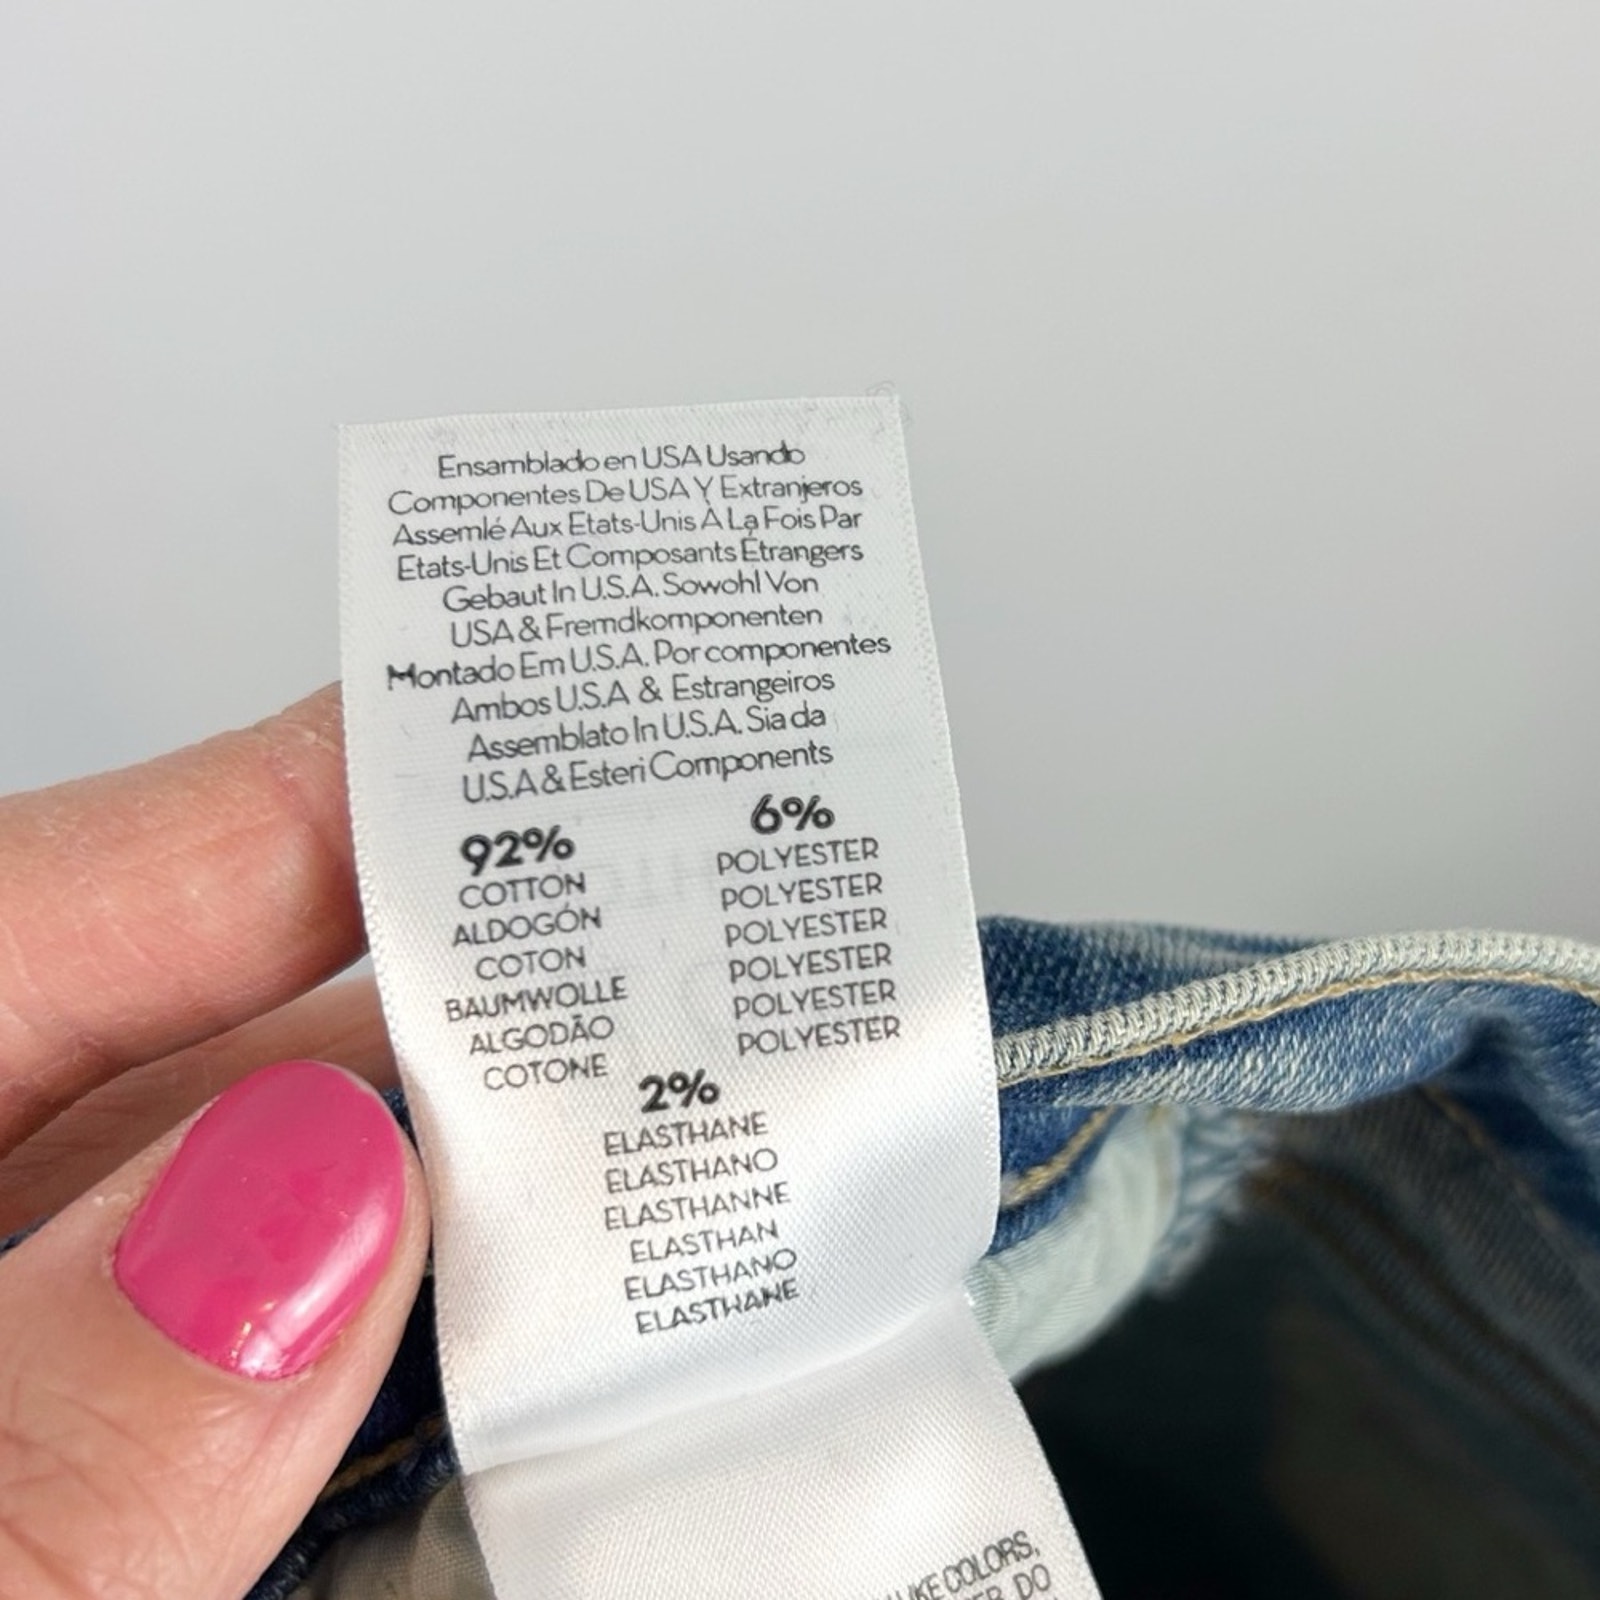 Ensamblado en USA Usando
Componentes De USA Y Extranjeros
Assemlé Aux Etats-Unis À La Fois Par
Etats-Unis Et Composants Étrangers
Gebaut In U.S.A. Sowohl Von
USA & Fremdkomponenten
Montado Em U.S.A. Por componentes
Ambos U.S.A & Estrangeiros
Assemblato In U.S.A. Sia da
U.S.A & Esteri Components
92%
COTTON
ALDOGÓN
COTON
BAUMWOLLE
ALGODÃO
COTONE
6%
POLYESTER
POLYESTER
POLYESTER
POLYESTER
POLYESTER
POLYESTER
2%
ELASTHANE
ELASTHANO
ELASTHANNE
ELASTHAN
ELASTHANO
ELASTHANE
LIKE COLORS,
DO